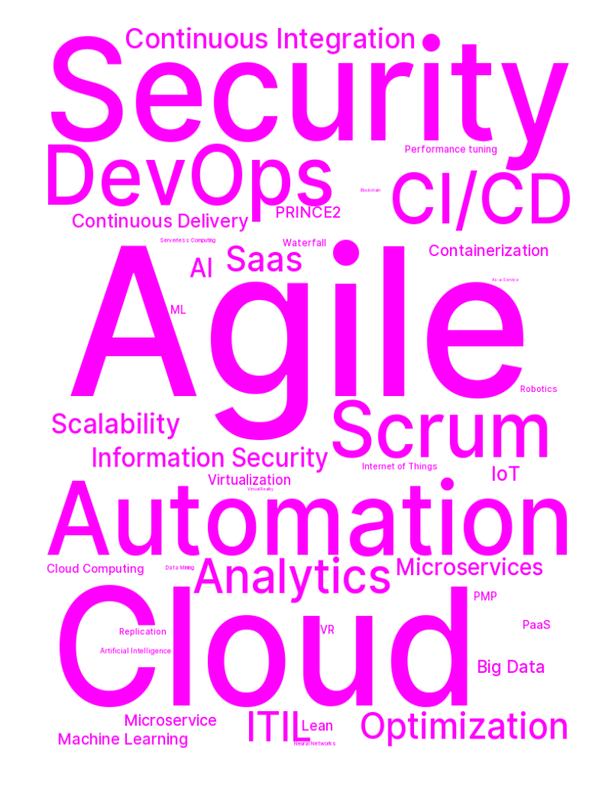 Continuous Integration
Security
Performance tuning
DevOps
Blockchain
CI/CD
PRINCE2
Continuous Delivery
Serverless Computing
Waterfall
Containerization
Saas
AI
Agile
As-a-Service
ML
Robotics
Scrum
Scalability
Information Security
Internet of Things
IoT
Virtualization
Virtual Reality
Automation
Cloud Computing
Data Mining
Analytics
Microservices
Cloud
PMP
PaaS
Replication
VR
Artificial Intelligence
Big Data
Microservice
ITIL
Lean
Optimization
Machine Learning
Neural Networks